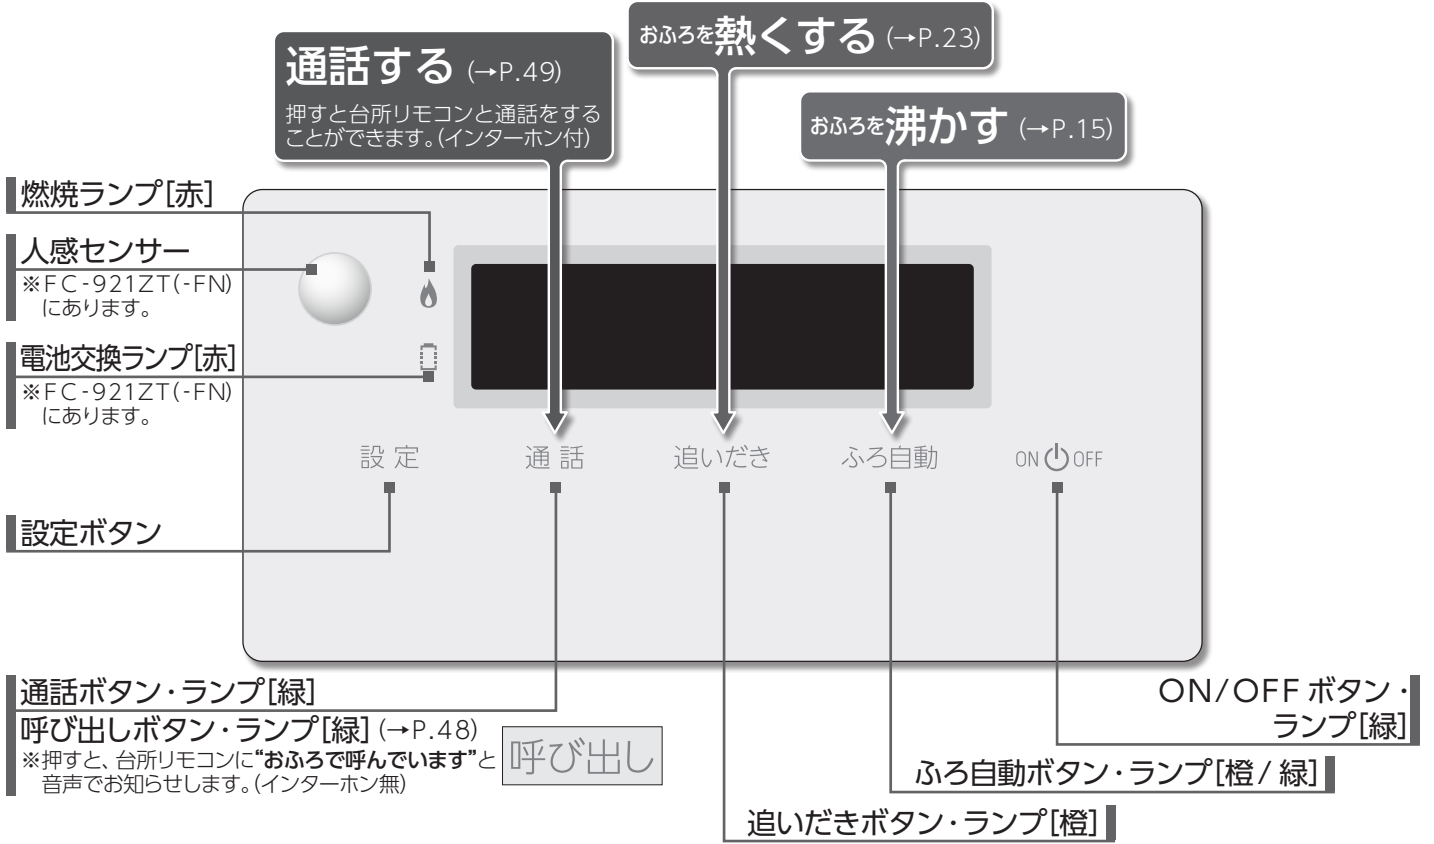 おふろを熱くする (→P.23)
通話する (→P.49)
押すと台所リモコンと通話をする
ことができます。(インターホン付)
おふろを沸かす (→P.15)
燃焼ランプ[赤]
人感センサー
※FC-921ZT(-FN)
にあります。
電池交換ランプ[赤]
※FC-921ZT(-FN)
にあります。
設定 通話 追いだき ふろ自動 ON OFF
設定ボタン
通話ボタン・ランプ[緑]
呼び出しボタン・ランプ[緑] (→P.48)
※押すと、台所リモコンに“おふろで呼んでいます”と
音声でお知らせします。(インターホン無)
呼び出し
ON/OFF ボタン・
ランプ[緑]
ふろ自動ボタン・ランプ[橙/ 緑]
追いだきボタン・ランプ[橙]